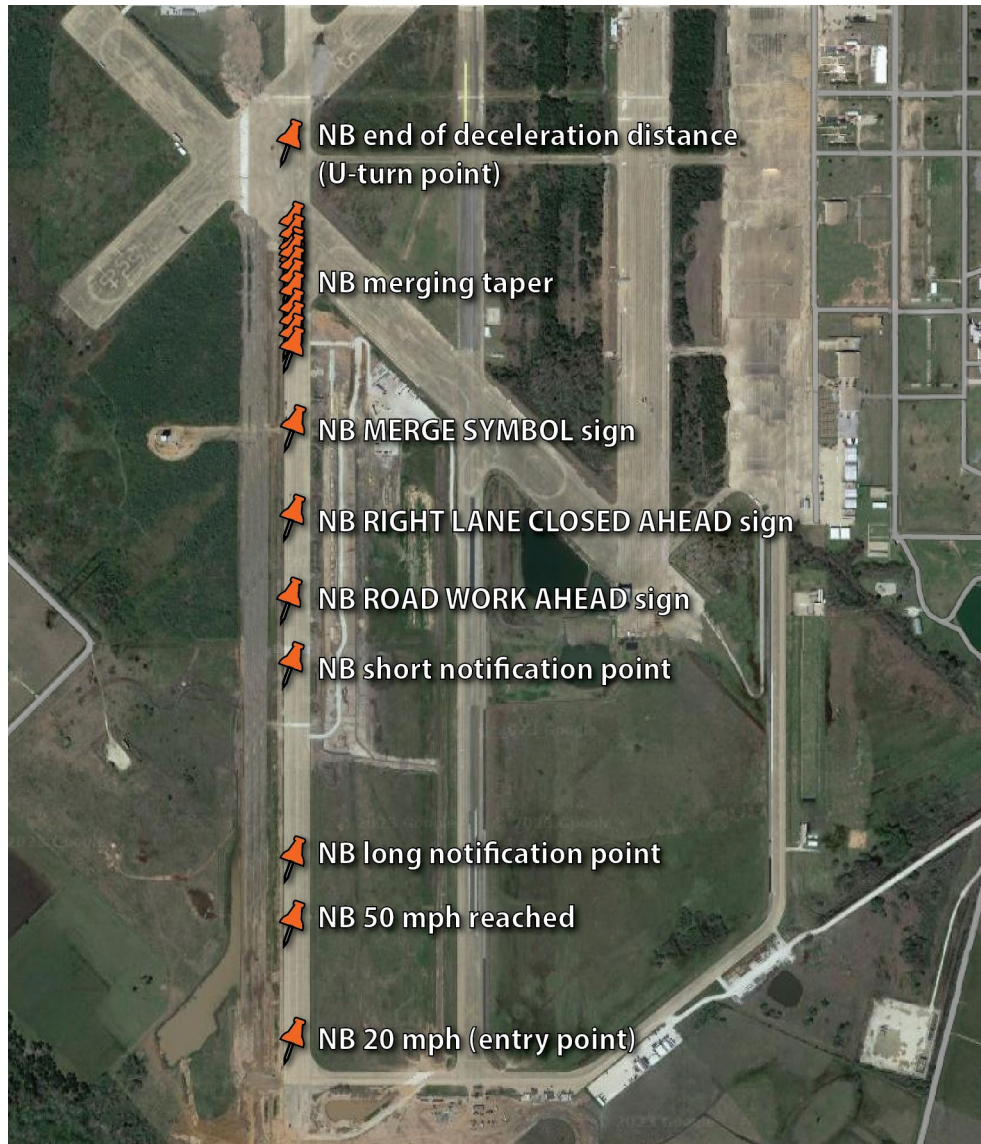 NB end of deceleration distance
(U-turn point)
NB merging taper
NB MERGE SYMBOL sign
NB RIGHT LANE CLOSED AHEAD sign
NB ROAD WORK AHEAD sign
NB short notification point
NB long notification point
NB 50 mph reached
NB 20 mph (entry point)